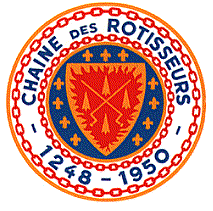 CHAINE DES ROTISSEURS
- 1248 - 1950 -